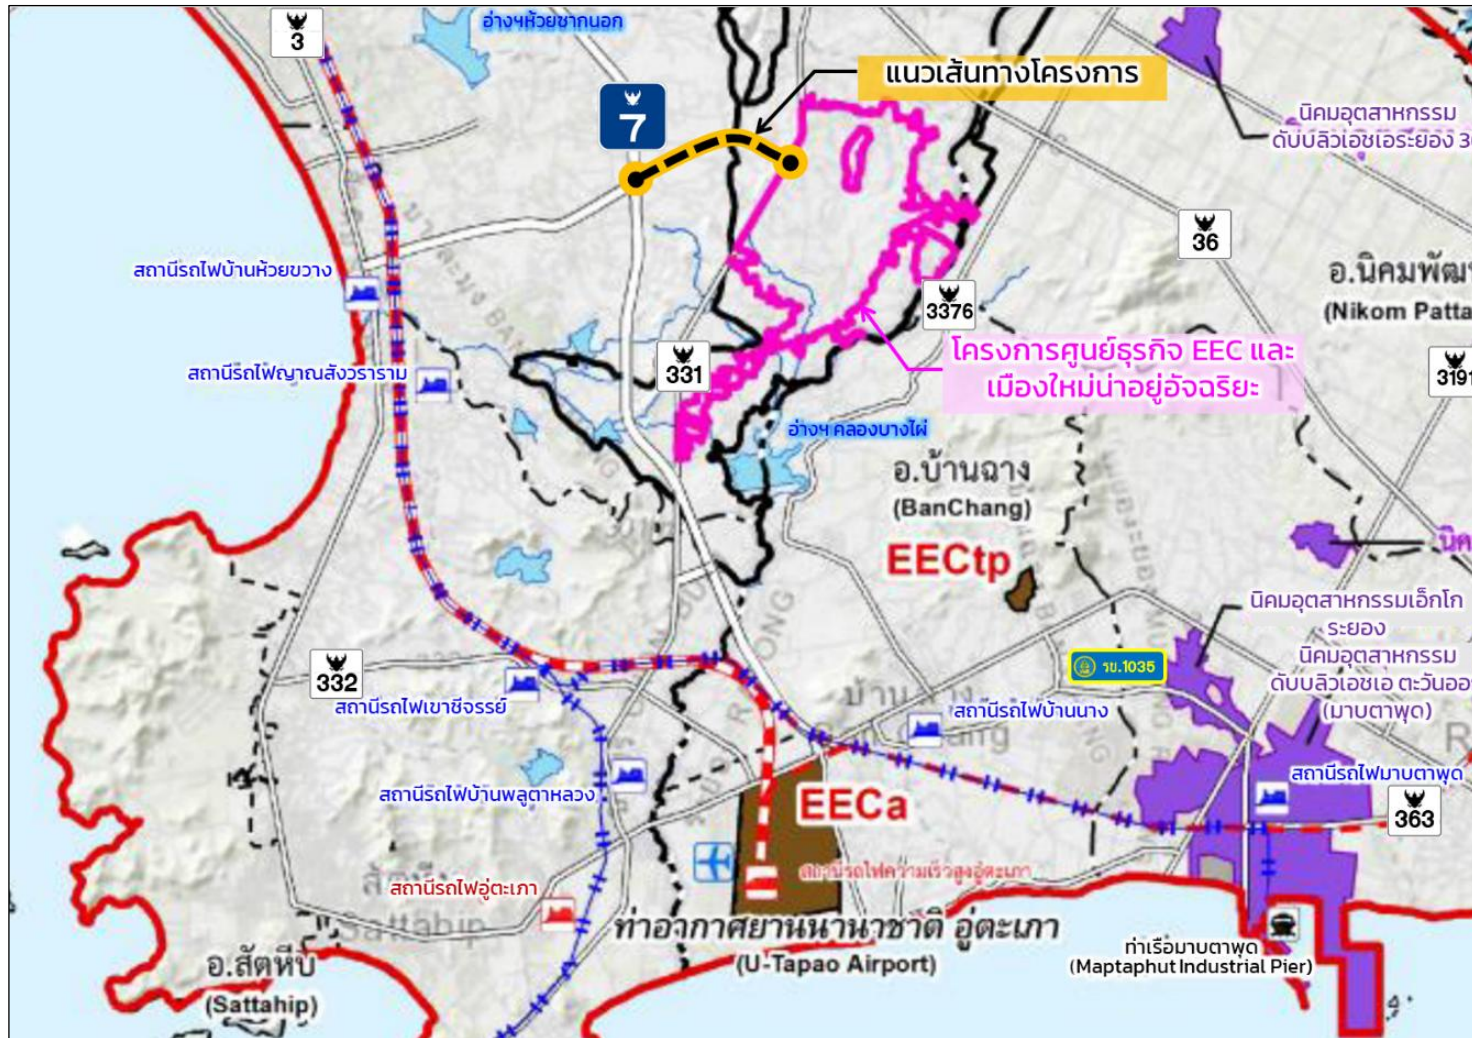 3
อ่างฯห้วยซากนอก
แนวเส้นทางโครงการ
7
นิคมอุตสาหกรรม
ดับบลิวเอชเอระยอง 36
36
สถานีรถไฟบ้านห้วยขวาง
อ.นิคมพัฒ
(Nikom Patta
3376
โครงการศูนย์ธุรกิจ EEC และ
เมืองใหม่น่าอยู่อัจฉริยะ
331
3191
สถานีรถไฟญาณสังวราราม
อ่างฯ คลองบางไผ่
อ.บ้านฉาง
(BanChang)
EECtp
นิค
นิคมอุตสาหกรรมเอ็กโก
ระยอง
รย.1035
นิคมอุตสาหกรรม
ดับบลิวเอชเอ ตะวันออก
(มาบตาพุด)
332
สถานีรถไฟเขาชีจรรย์
สถานีรถไฟบ้านนาง
สถานีรถไฟมาบตาพุด
สถานีรถไฟบ้านพลูตาหลวง
EECa
363
สถานีรถไฟความเร็วสูงอู่ตะเภา
สถานีรถไฟอู่ตะเภา
Sattahip
ท่าอากาศยานนานาชาติ อู่ตะเภา
(U-Tapao Airport)
ท่าเรือมาบตาพุด
(Maptaphut Industrial Pier)
อ.สัตหีบ
(Sattahip)